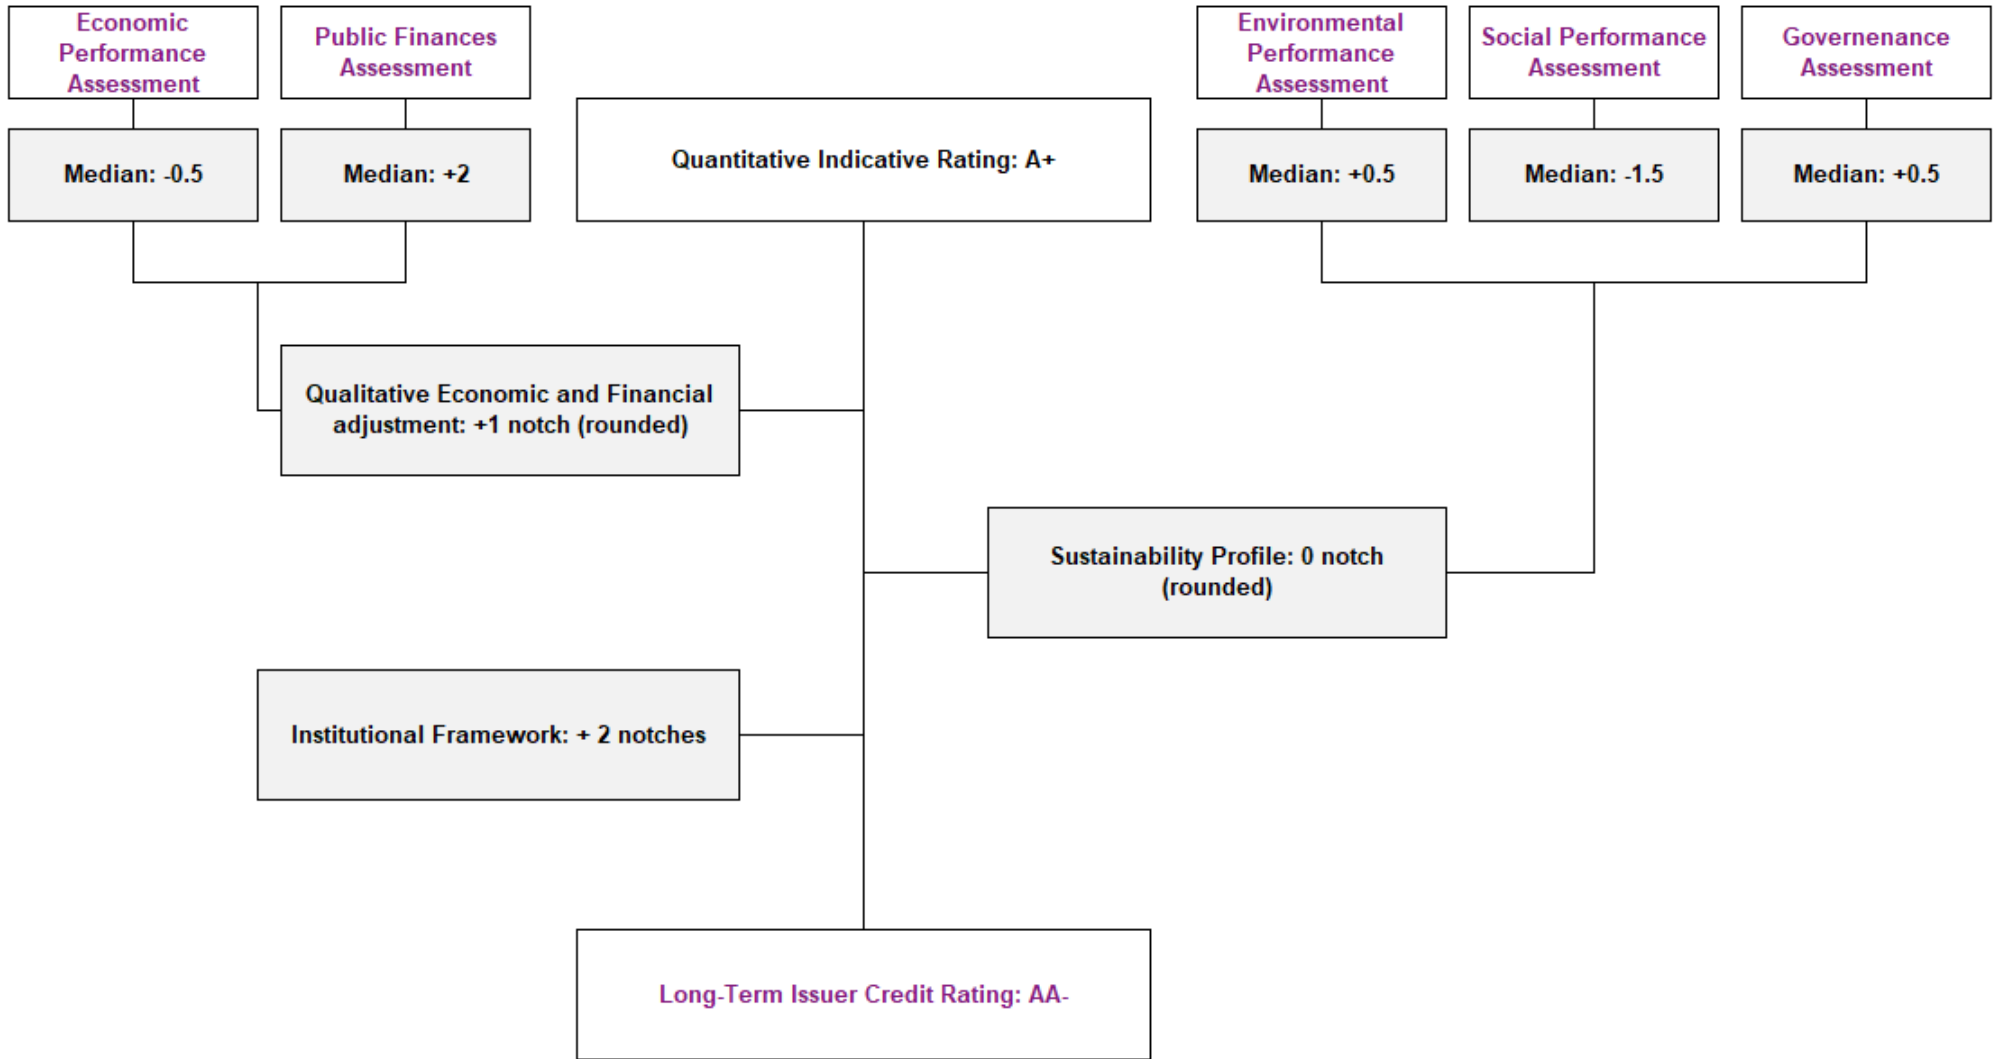 Economic
Performance
Assessment
Public Finances
Assessment
Environmental
Performance
Assessment
Social Performance
Assessment
Governenance
Assessment
Median: -0.5
Median: +2
Quantitative Indicative Rating: A+
Median: +0.5
Median: -1.5
Median: +0.5
Qualitative Economic and Financial
adjustment: +1 notch (rounded)
Sustainability Profile: 0 notch
(rounded)
Institutional Framework: + 2 notches
Long-Term Issuer Credit Rating: AA-